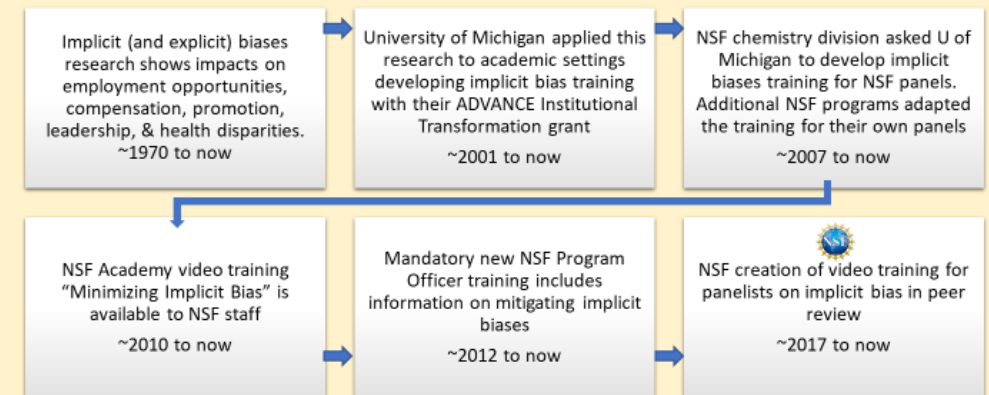 Implicit (and explicit) biases
research shows impacts on
employment opportunities,
compensation, promotion,
leadership, & health disparities.
~1970 to now
University of Michigan applied this
research to academic settings
developing implicit bias training
with their ADVANCE Institutional
Transformation grant
~2001 to now
NSF chemistry division asked U of
Michigan to develop implicit
biases training for NSF panels.
Additional NSF programs adapted
the training for their own panels
~2007 to now
NSF Academy video training
“Minimizing Implicit Bias” is
available to NSF staff
~2010 to now
Mandatory new NSF Program
Officer training includes
information on mitigating implicit
biases
~2012 to now
NSF
NSF creation of video training for
panelists on implicit bias in peer
review
~2017 to now